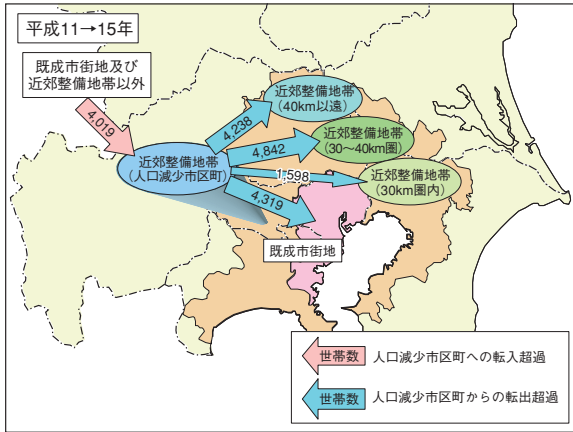 平成11→15年
既成市街地及び
近郊整備地帯以外
4,019
近郊整備地帯
(40km以遠)
4,238
近郊整備地帯
(30〜40km圏)
4,842
近郊整備地帯
(人口減少市区町)
1,598
近郊整備地帯
(30km圏内)
4,319
既成市街地
世帯数 人口減少市区町への転入超過
世帯数 人口減少市区町からの転出超過